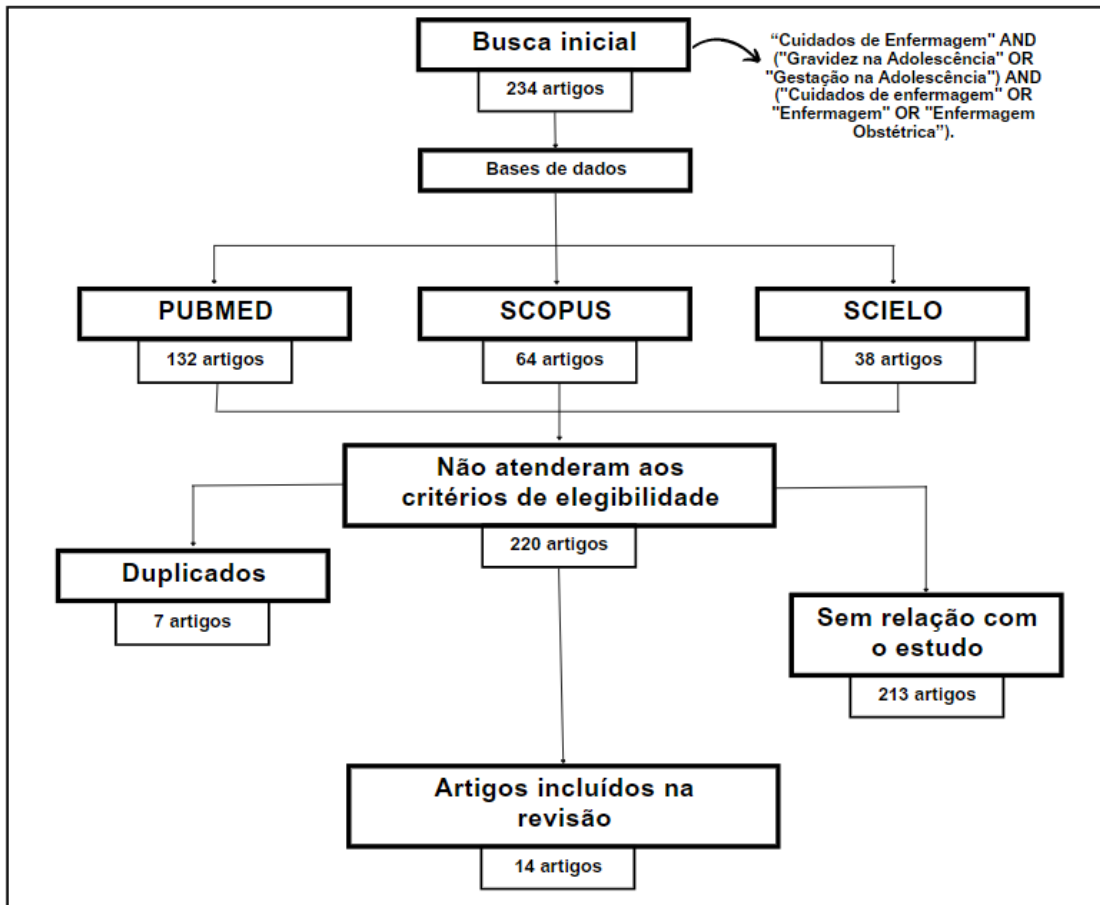 Busca inicial
234 artigos
“Cuidados de Enfermagem" AND
("Gravidez na Adolescência" OR
"Gestação na Adolescência") AND
("Cuidados de enfermagem" OR
"Enfermagem" OR "Enfermagem
Obstétrica”).
Bases de dados
PUBMED
132 artigos
SCOPUS
64 artigos
SCIELO
38 artigos
Não atenderam aos
critérios de elegibilidade
220 artigos
Duplicados
7 artigos
Sem relação com
o estudo
213 artigos
Artigos incluídos na
revisão
14 artigos